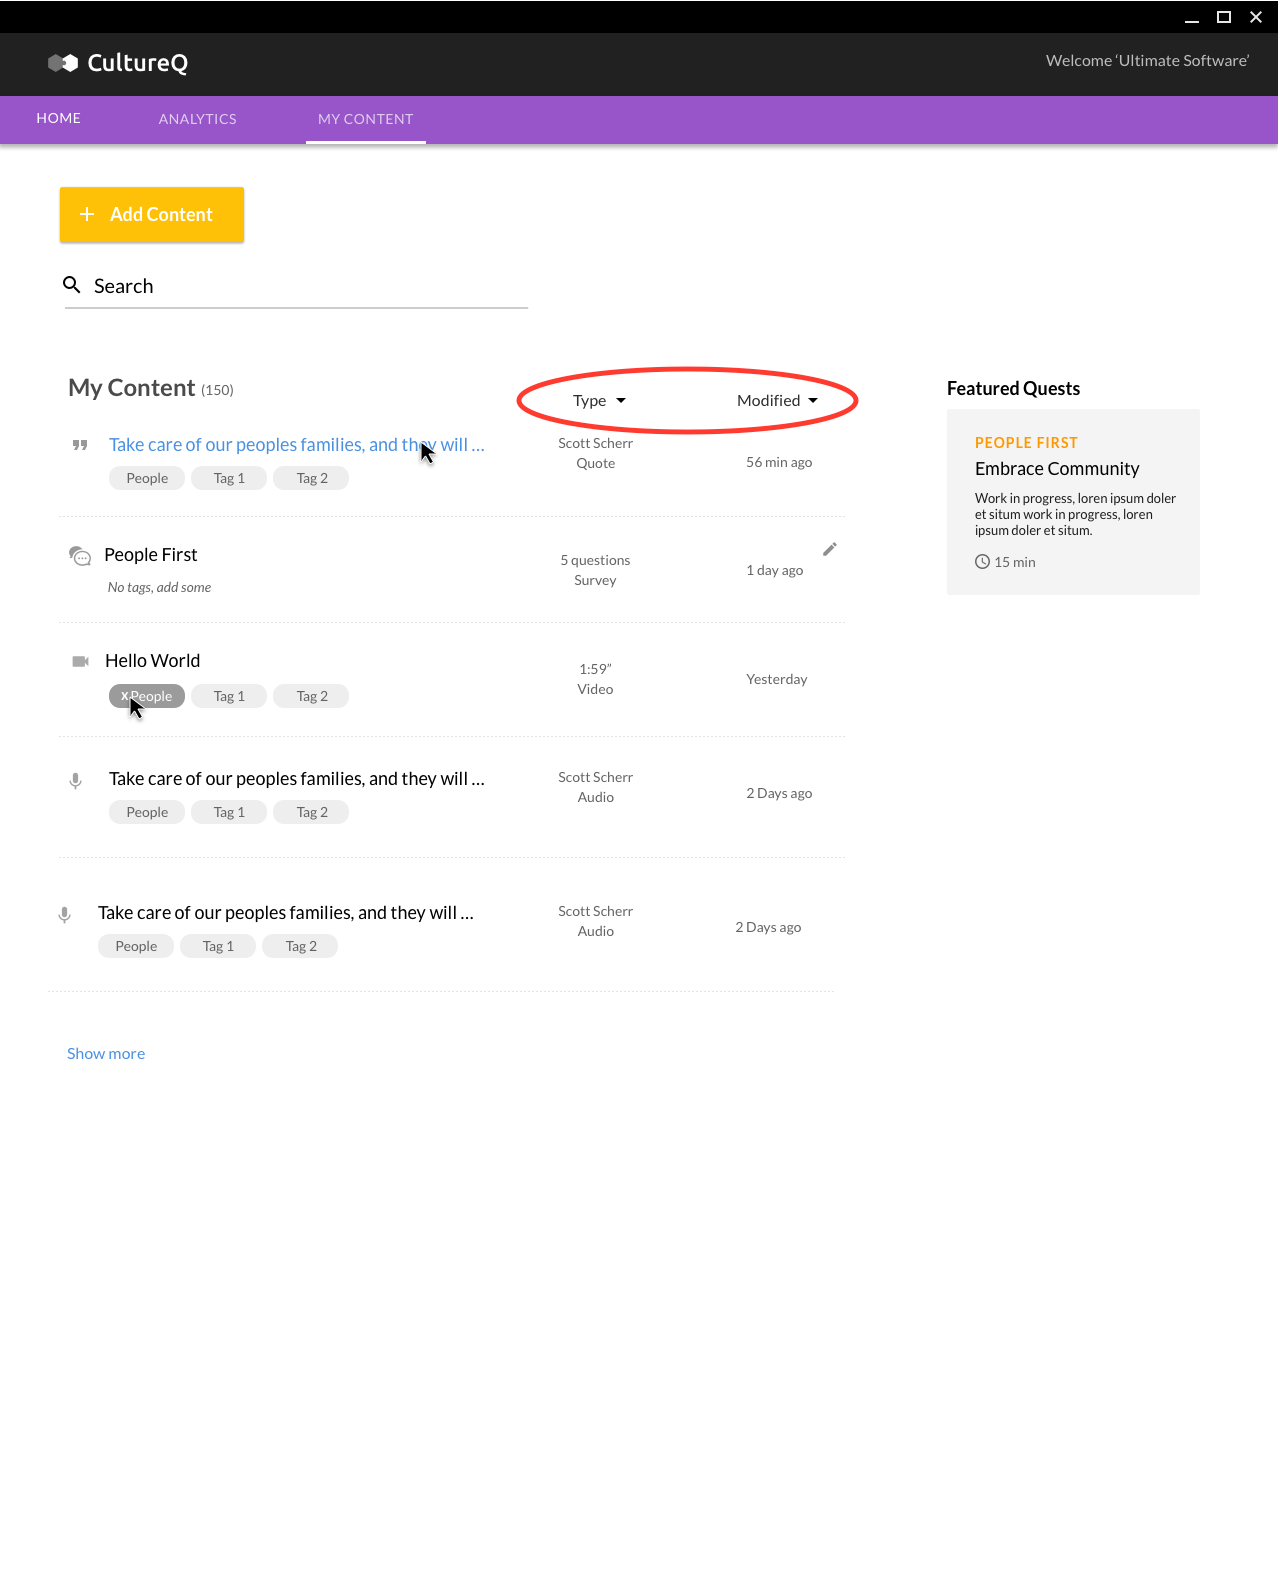 CultureQ
Welcome ‘Ultimate Software’
HOME
ANALYTICS
MY CONTENT
+ Add Content
Search
My Content (150)
Type
Modified
Featured Quests
Take care of our peoples families, and they will ...
Scott Scherr
Quote
56 min ago
People
Tag 1
Tag 2
PEOPLE FIRST
Embrace Community
Work in progress, loren ipsum doler
et situm work in progress, loren
ipsum doler et situm.
15 min
People First
No tags, add some
5 questions
Survey
1 day ago
Hello World
x People
Tag 1
Tag 2
1:59”
Video
Yesterday
Take care of our peoples families, and they will ...
People
Tag 1
Tag 2
Scott Scherr
Audio
2 Days ago
Take care of our peoples families, and they will ...
People
Tag 1
Tag 2
Scott Scherr
Audio
2 Days ago
Show more